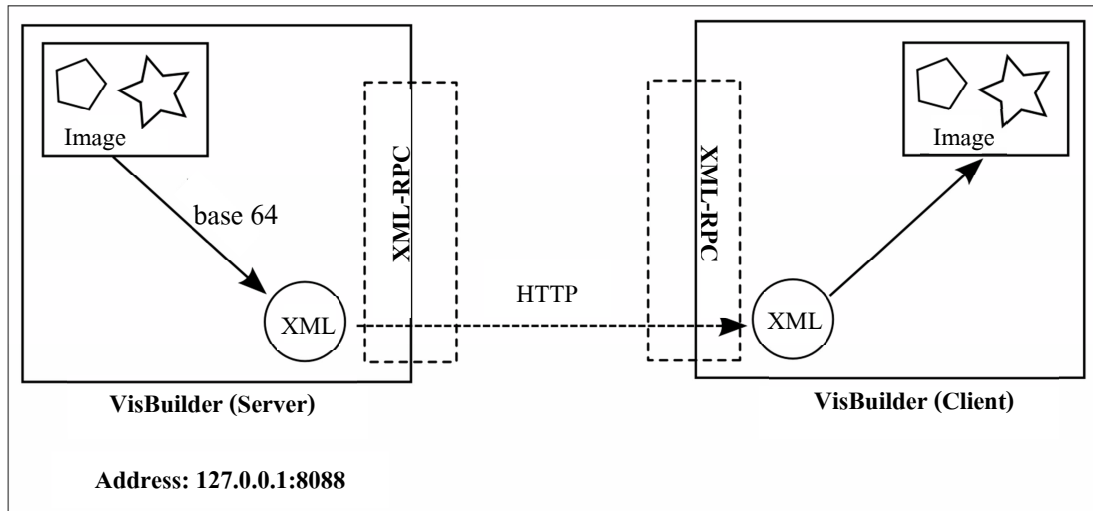 Image
base 64
XML
XML-RPC
HTTP
XML-RPC
XML
Image
VisBuilder (Server)
VisBuilder (Client)
Address: 127.0.0.1:8088